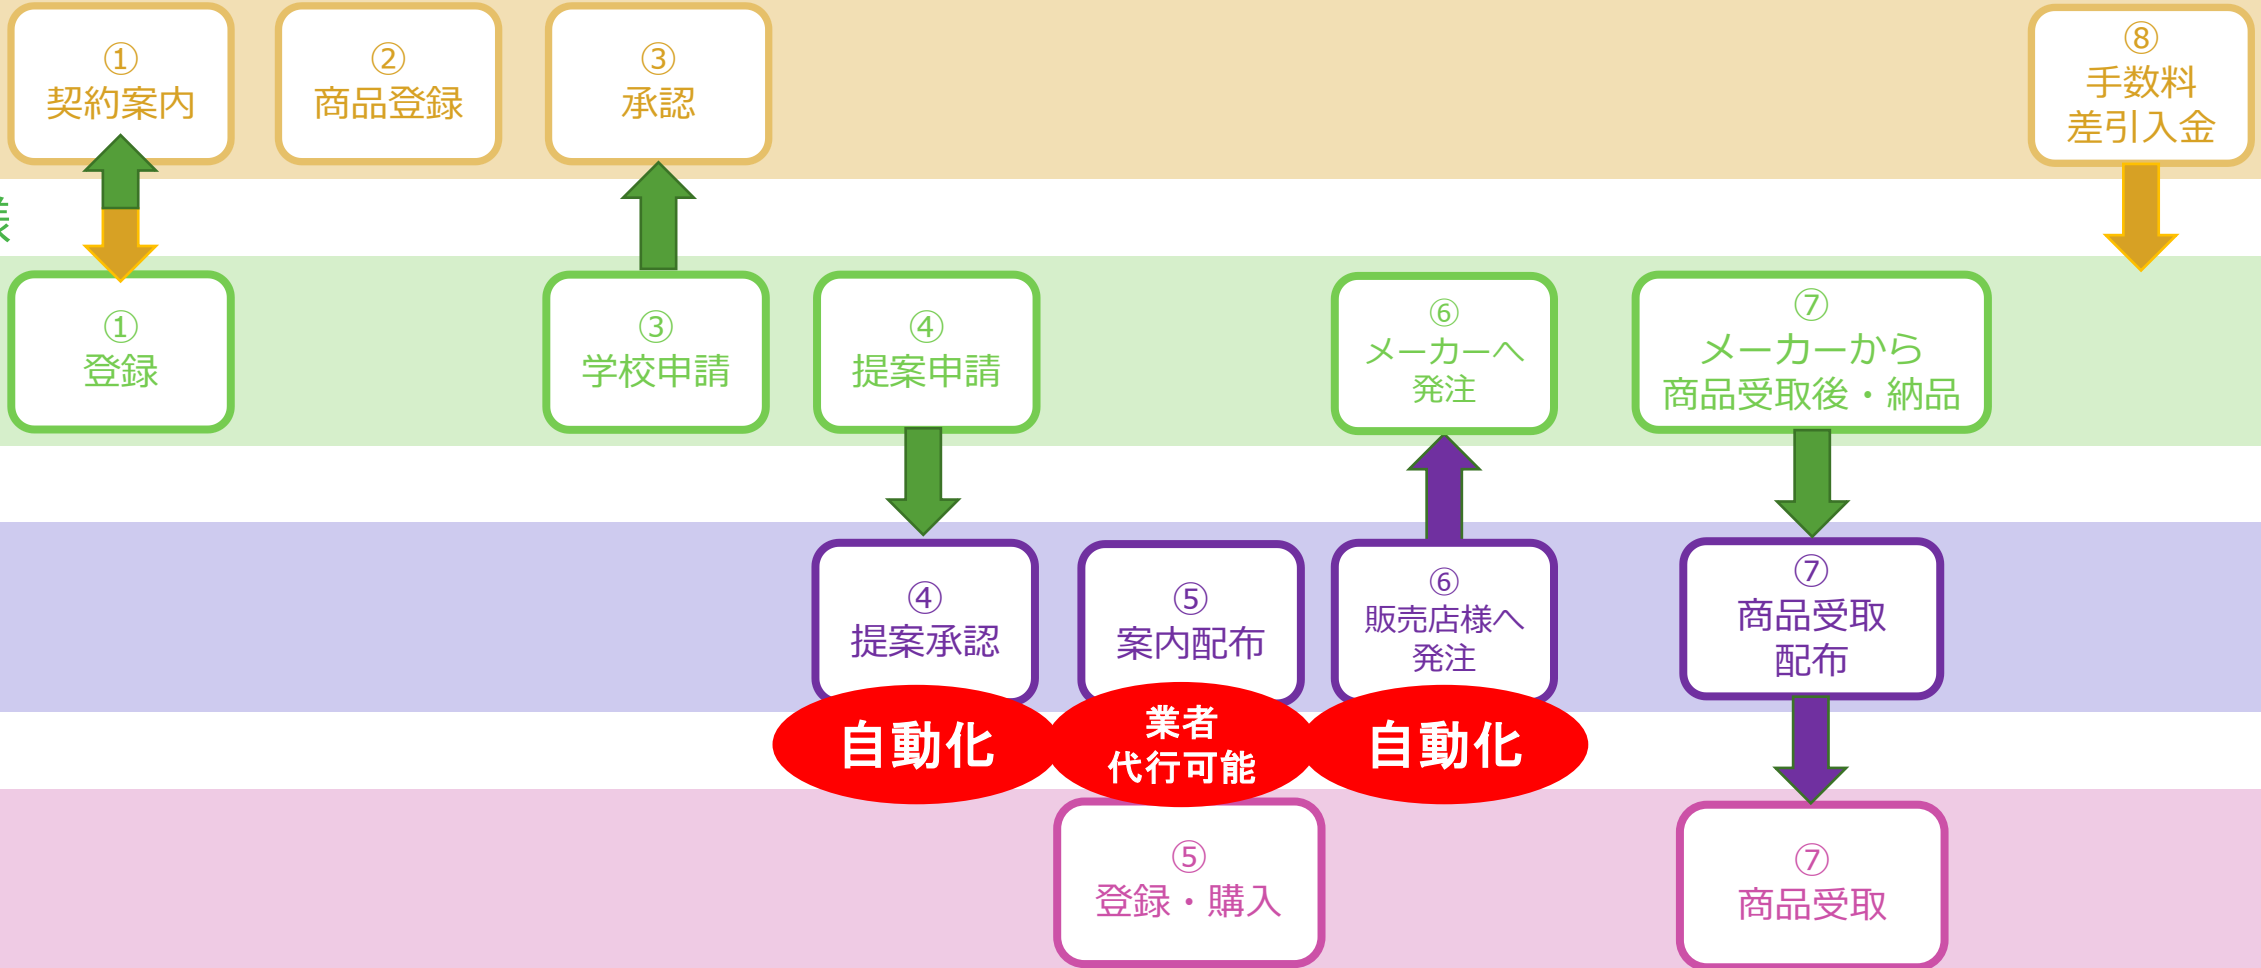 ①
契約案内
②
商品登録
③
承認
⑧
手数料
差引入金
様
①
登録
③
学校申請
④
提案申請
⑥
メーカーへ
発注
⑦
メーカーから
商品受取後・納品
④
提案承認
⑤
案内配布
⑥
販売店様へ
発注
⑦
商品受取
配布
自動化
業者
代行可能
自動化
⑤
登録・購入
⑦
商品受取